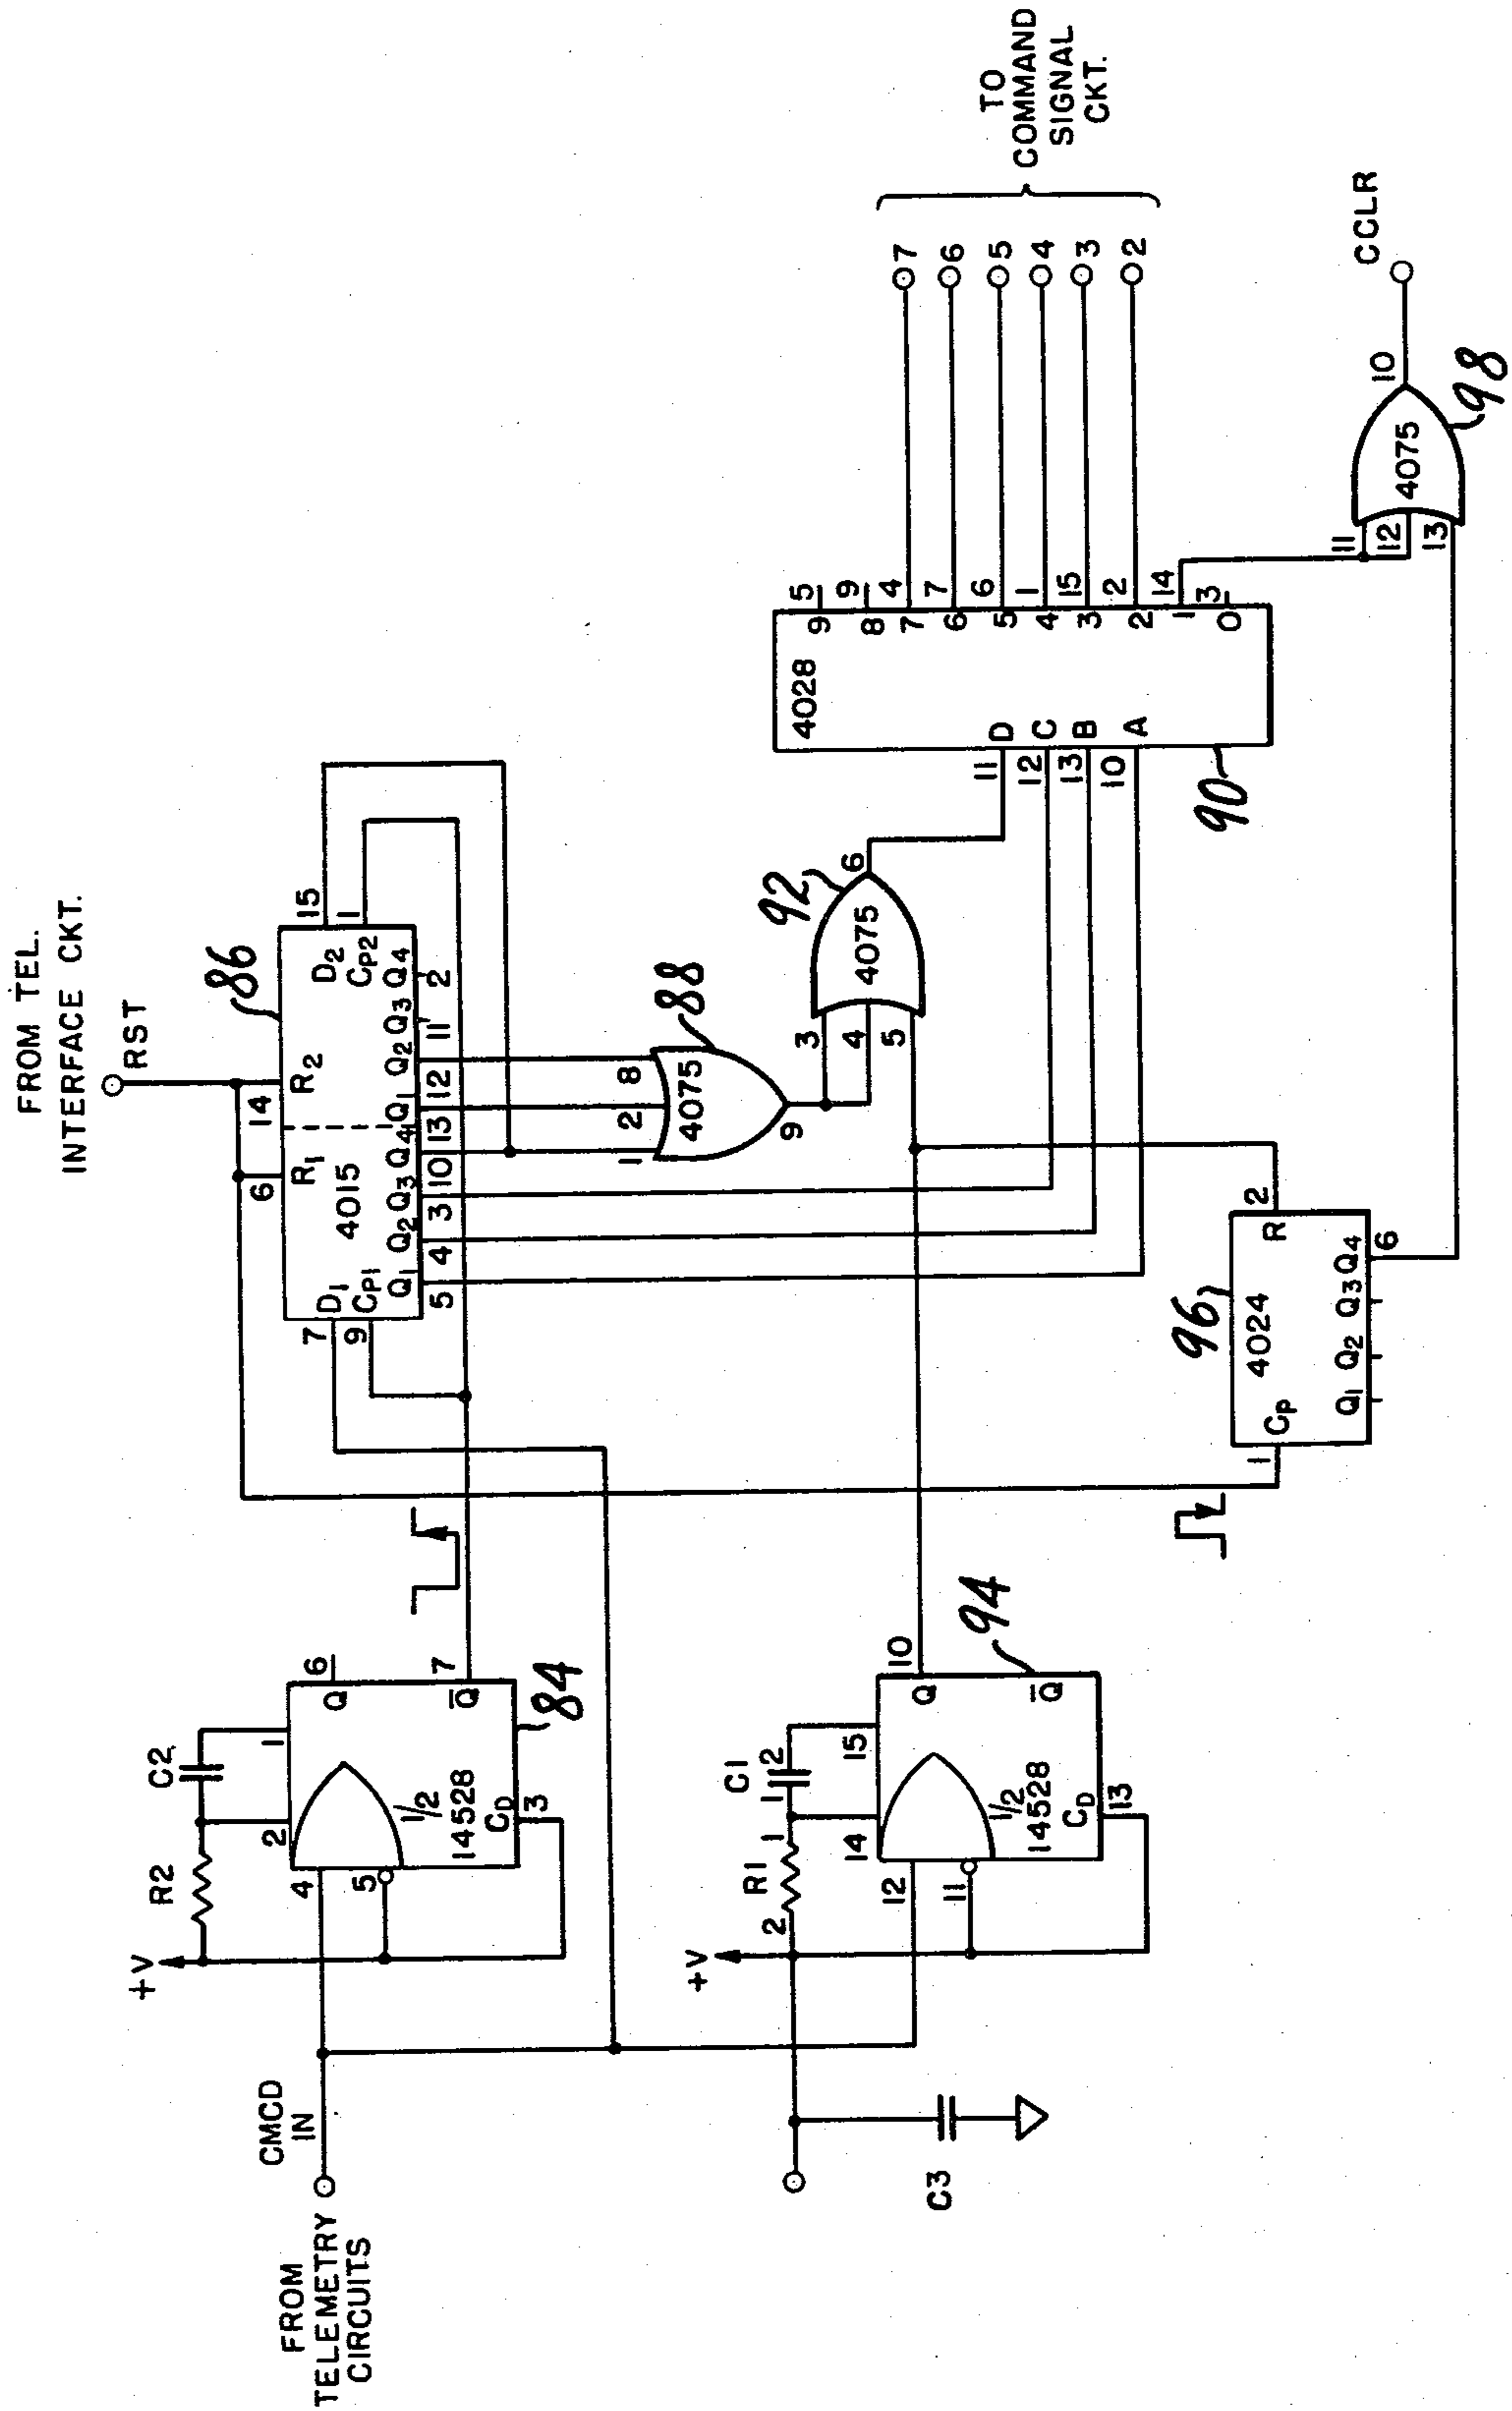 FROM TEL.
INTERFACE CKT.
RST
86
6
14
R1
R2
4015
7
D1
9
CP1
D2
15
CP2
1
Q1
Q2
Q3
Q4
Q1
Q2
Q3
Q4
5
4
3
10
13
12
11
2
FROM
TELEMETRY
CIRCUITS
CMCD
IN
+V
R2
C2
2
1
4
5
1/2
14528
Q
6
Q̅
7
CD
3
84
1
2
8
4075
9
88
3
4
5
4075
6
92
4028
D
C
B
A
11
12
13
10
90
9
8
7
6
5
4
3
2
1
0
5
9
4
7
6
1
15
2
14
3
7
6
5
4
3
2
TO
COMMAND
SIGNAL
CKT.
C3
+V
2
R1
1
1
C1
2
14
15
12
11
1/2
14528
Q
10
Q̅
CD
13
94
96
1
CP
4024
R
2
Q1
Q2
Q3
Q4
6
11
12
13
4075
10
98
CCLR